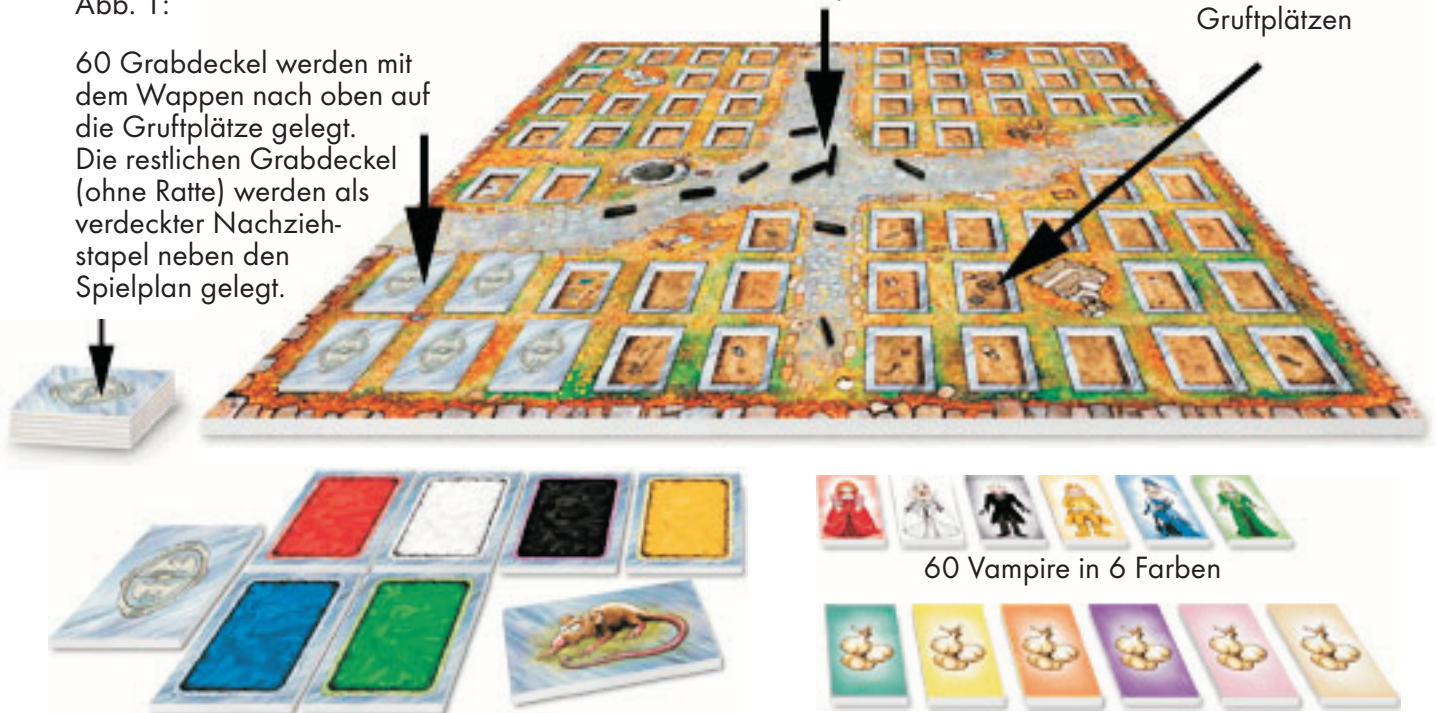 Abb. 1:
60 Grabdeckel werden mit
dem Wappen nach oben auf
die Gruftplätze gelegt.
Die restlichen Grabdeckel
(ohne Ratte) werden als
verdeckter Nachzieh-
stapel neben den
Spielplan gelegt.
Gruftplätzen
60 Vampire in 6 Farben